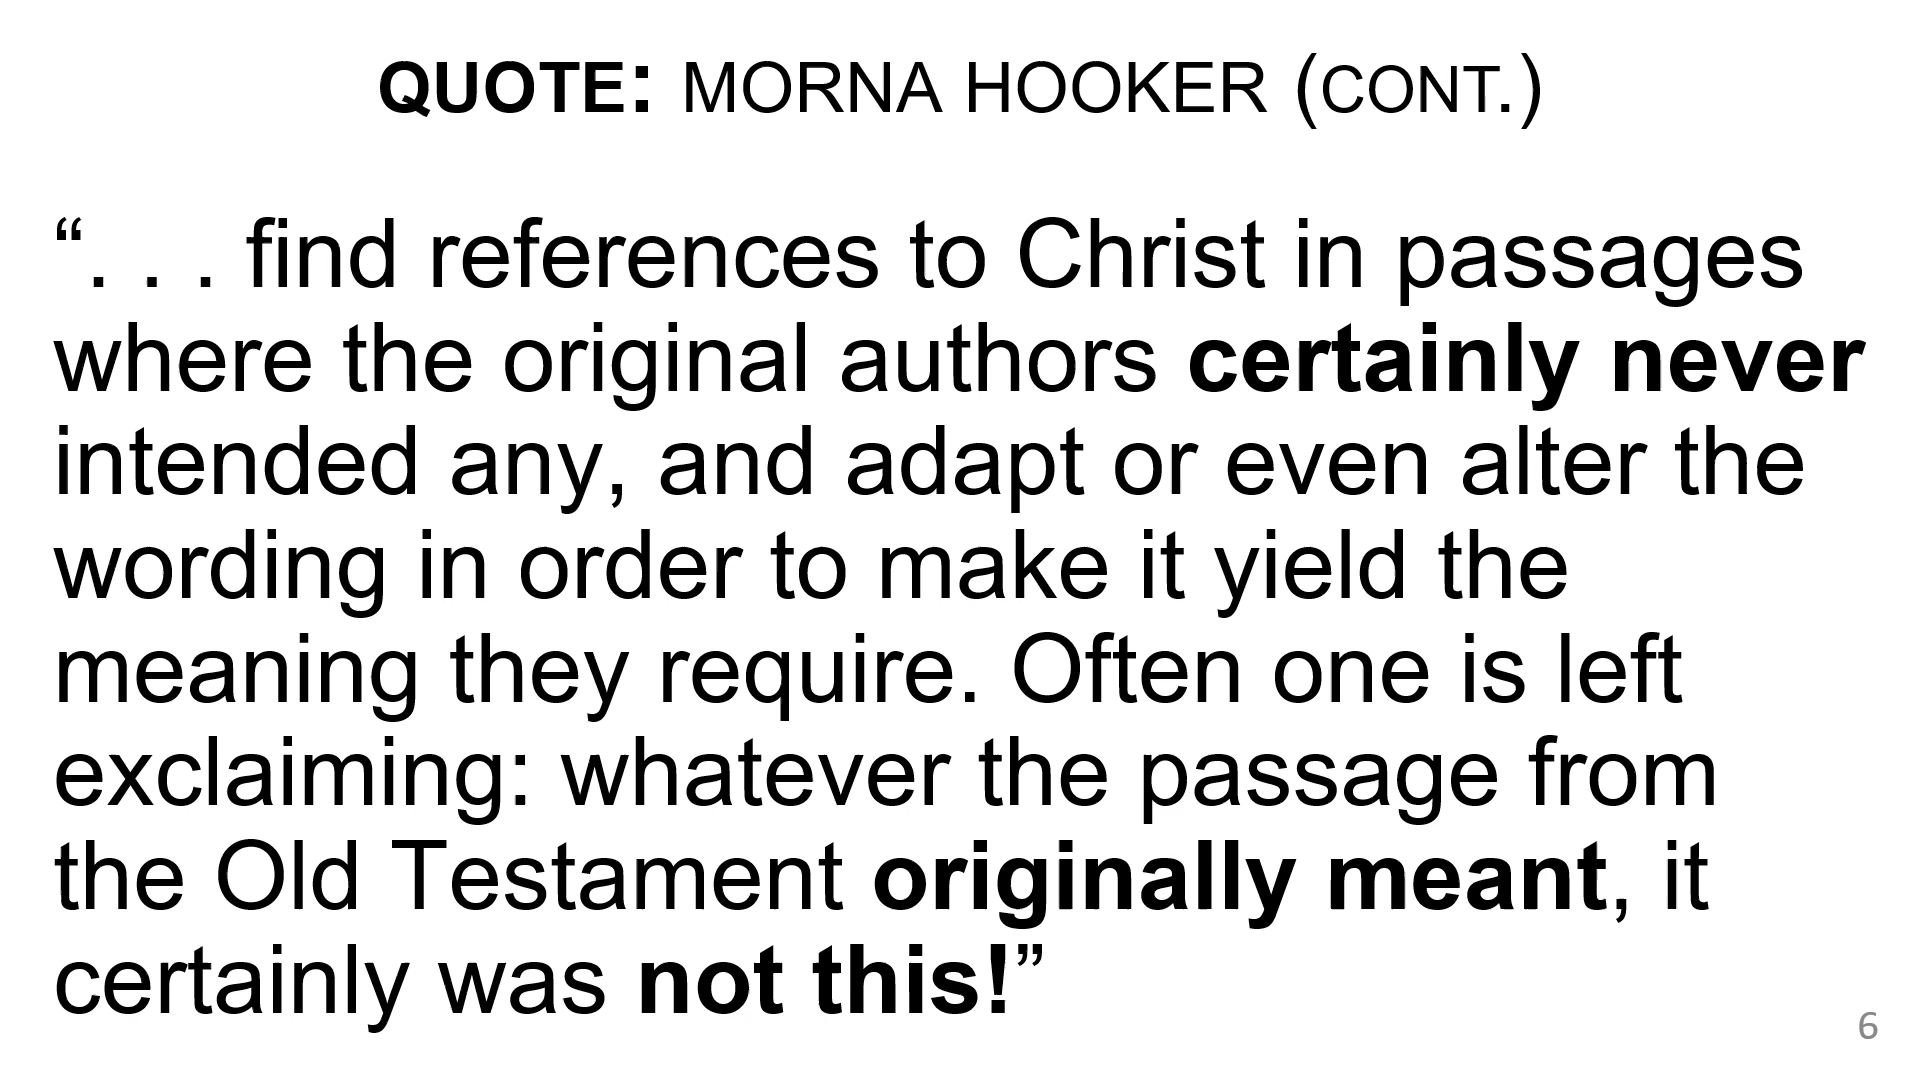 QUOTE: MORNA HOOKER (CONT.)
“. . . find references to Christ in passages
where the original authors certainly never
intended any, and adapt or even alter the
wording in order to make it yield the
meaning they require. Often one is left
exclaiming: whatever the passage from
the Old Testament originally meant, it
certainly was not this!”
6